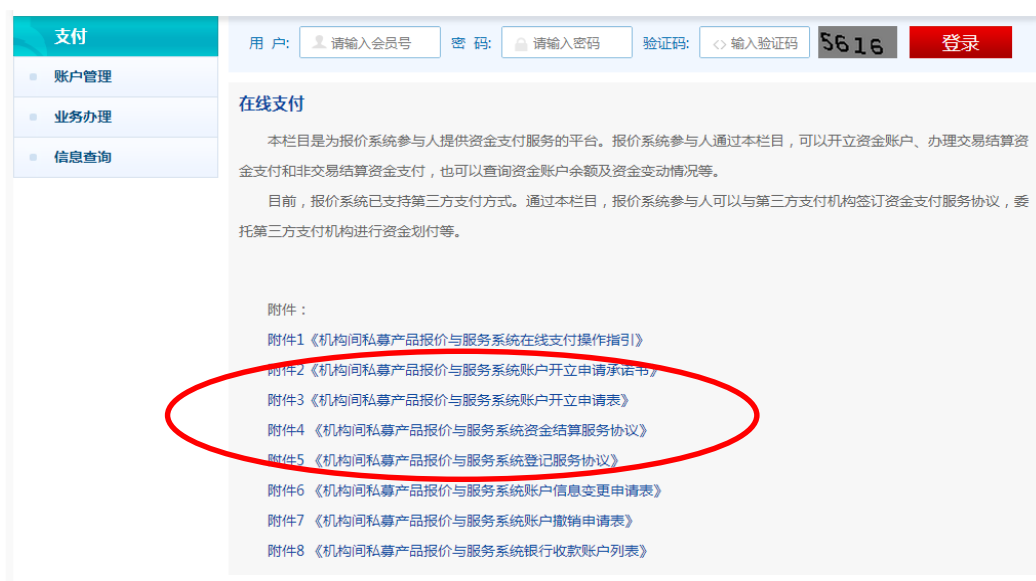 支付
用 户: 请输入会员号 密 码: 请输入密码 验证码: 输入验证码 5616 登录
账户管理
业务办理
信息查询
在线支付
本栏目是为报价系统参与人提供资金支付服务的平台。报价系统参与人通过本栏目，可以开立资金账户、办理交易结算资
金支付和非交易结算资金支付，也可以查询资金账户余额及资金变动情况等。
目前，报价系统已支持第三方支付方式。通过本栏目，报价系统参与人可以与第三方支付机构签订资金支付服务协议，委
托第三方支付机构进行资金划付等。
附件：
附件1《机构间私募产品报价与服务系统在线支付操作指引》
附件2《机构间私募产品报价与服务系统账户开立申请承诺书》
附件3《机构间私募产品报价与服务系统账户开立申请表》
附件4 《机构间私募产品报价与服务系统资金结算服务协议》
附件5 《机构间私募产品报价与服务系统登记服务协议》
附件6 《机构间私募产品报价与服务系统账户信息变更申请表》
附件7 《机构间私募产品报价与服务系统账户撤销申请表》
附件8 《机构间私募产品报价与服务系统银行收款账户列表》